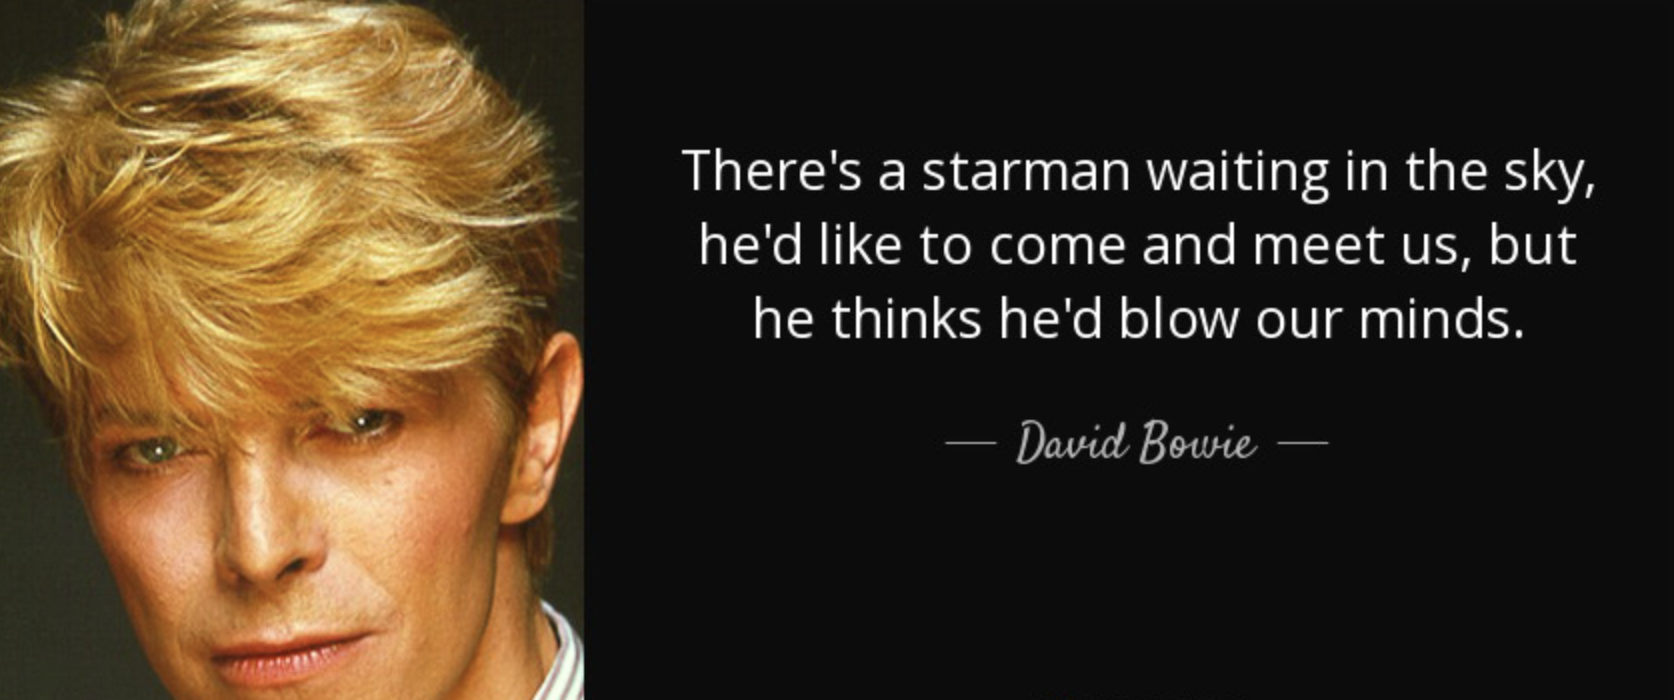 There's a starman waiting in the sky,
he'd like to come and meet us, but
he thinks he'd blow our minds.
David Bowie